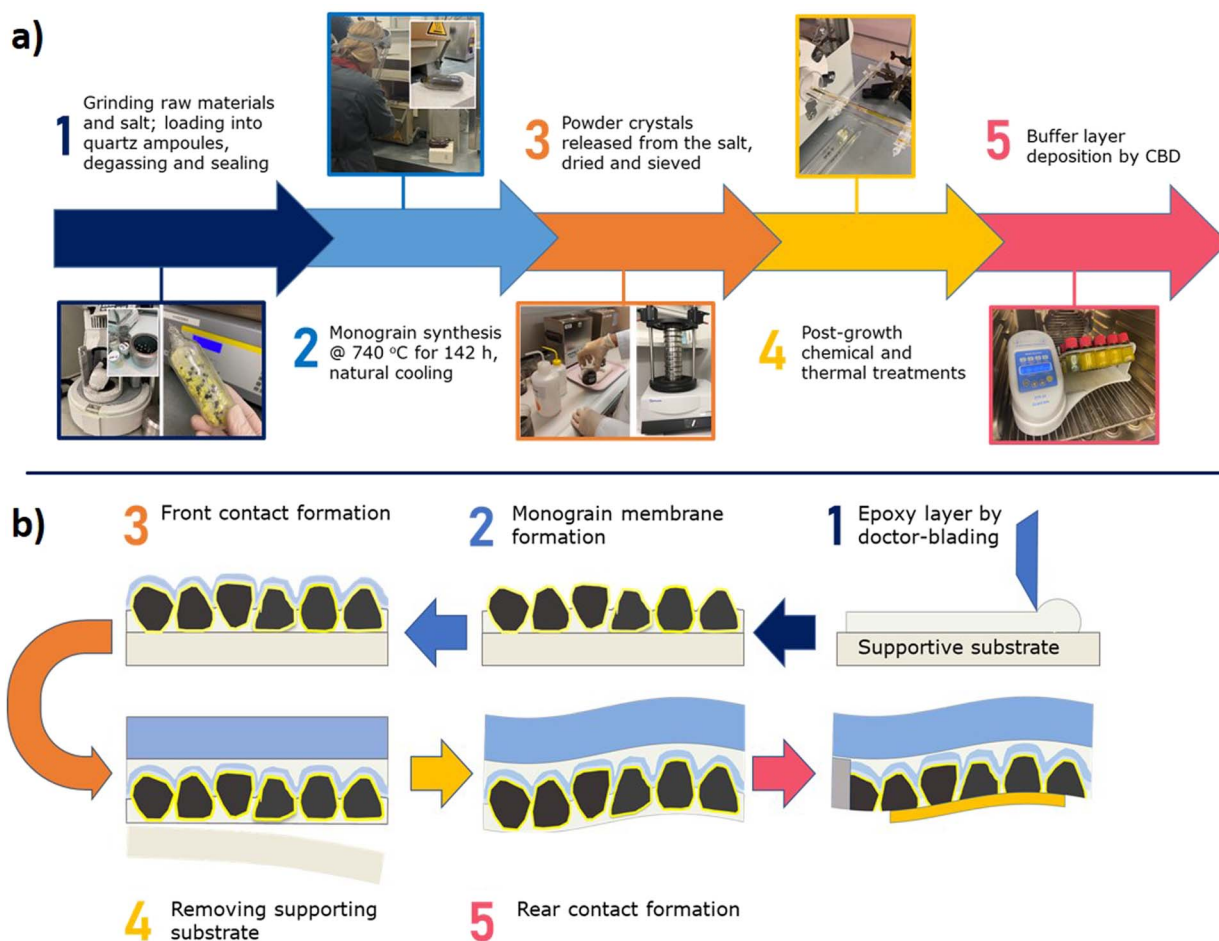 a)
1
Grinding raw materials
and salt; loading into
quartz ampoules,
degassing and sealing
2
Monograin synthesis
@ 740 °C for 142 h,
natural cooling
3
Powder crystals
released from the salt,
dried and sieved
4
Post-growth
chemical and
thermal treatments
5
Buffer layer
deposition by CBD
b)
3
Front contact formation
2
Monograin membrane
formation
1
Epoxy layer by
doctor-blading
Supportive substrate
4
Removing supporting
substrate
5
Rear contact formation